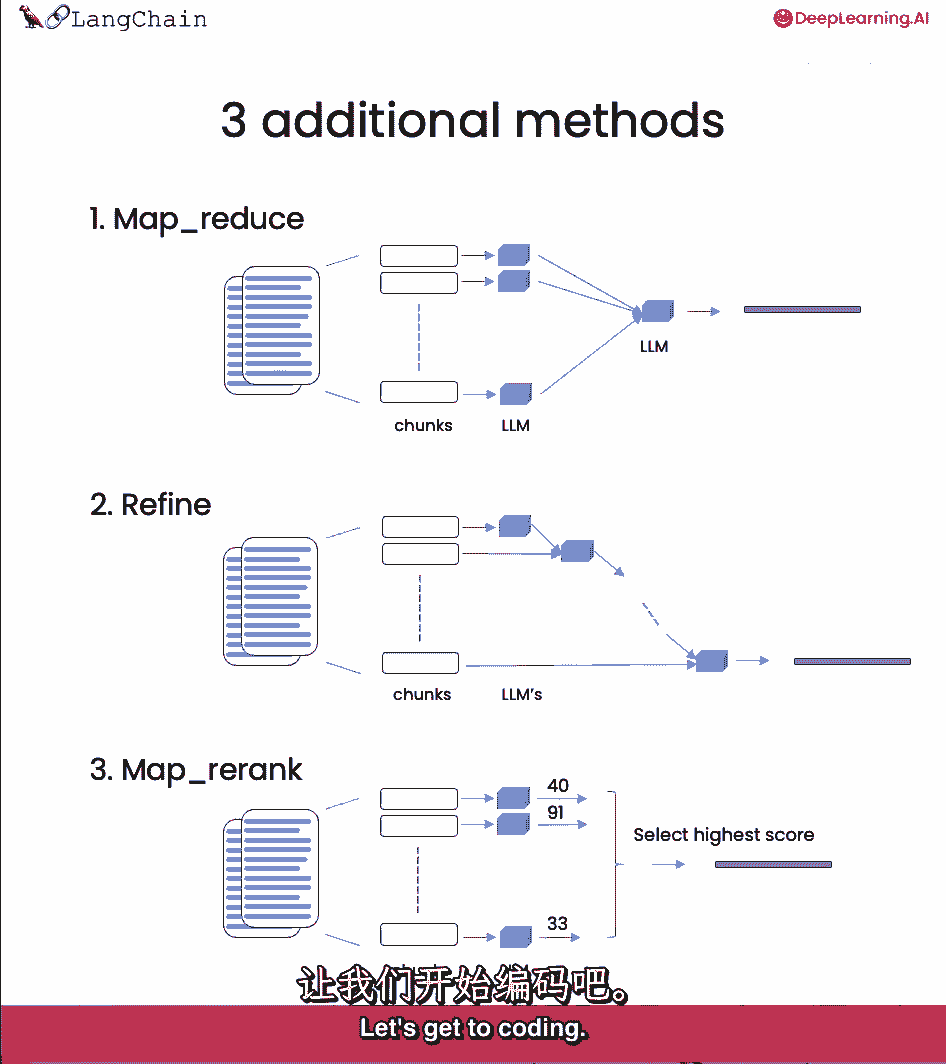 LangChain
DeepLearning.AI
3 additional methods
1. Map_reduce
LLM
chunks LLM
2. Refine
chunks LLM's
3. Map_rerank
40
91
Select highest score
33
让我们开始编码吧。
Let's get to coding.